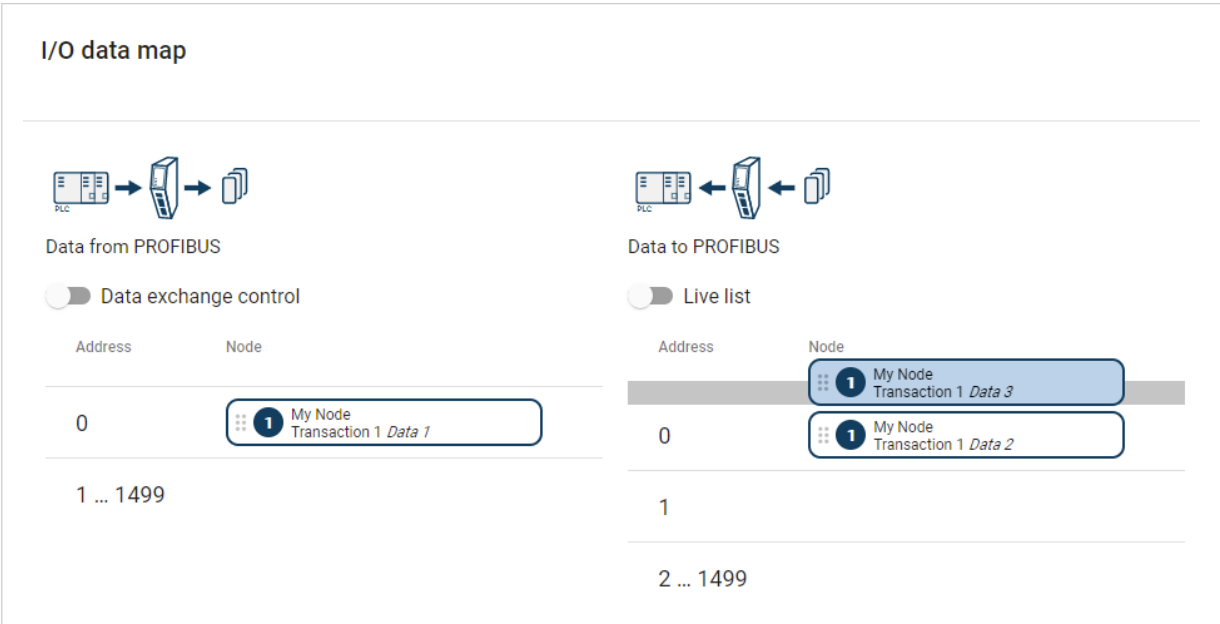 I/O data map
PLC
Data from PROFIBUS
Data exchange control
Address Node
0
1
My Node
Transaction 1 Data 1
1 ... 1499
PLC
Data to PROFIBUS
Live list
Address Node
1
My Node
Transaction 1 Data 3
0
1
My Node
Transaction 1 Data 2
1
2 ... 1499